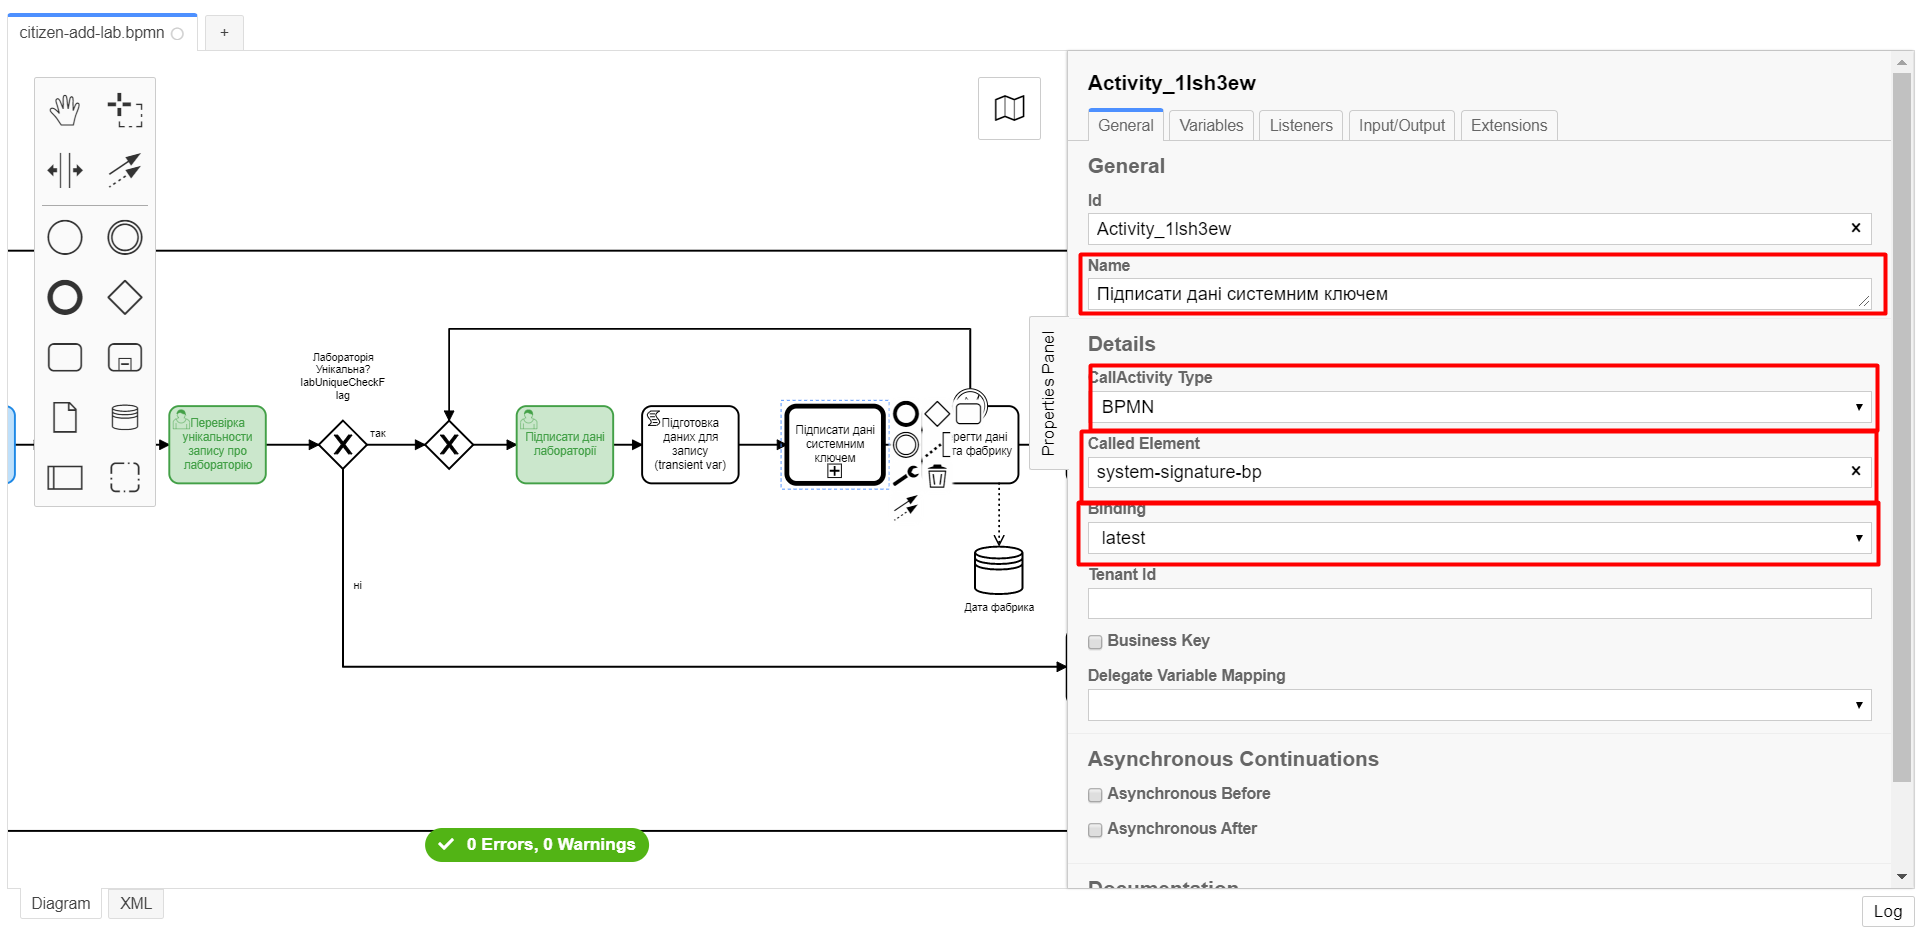 citizen-add-lab.bpmn
+
Activity_1lsh3ew
General
Variables
Listeners
Input/Output
Extensions
General
Id
Activity_1lsh3ew
Name
Підписати дані системним ключем
Details
CallActivity Type
BPMN
Called Element
system-signature-bp
Binding
latest
Tenant Id
Business Key
Delegate Variable Mapping
Asynchronous Continuations
Asynchronous Before
Asynchronous After
Documentation
Properties Panel
Лабораторія
Унікальна?
labUniqueCheckF
lag
Перевірка
унікальности
запису про
лабораторію
так
ні
Підписати дані
лабораторії
Підготовка
даних для
запису
(transient var)
Підписати дані
системним
ключем
регти дані
та фабрику
Дата фабрика
0 Errors, 0 Warnings
Diagram
XML
Log